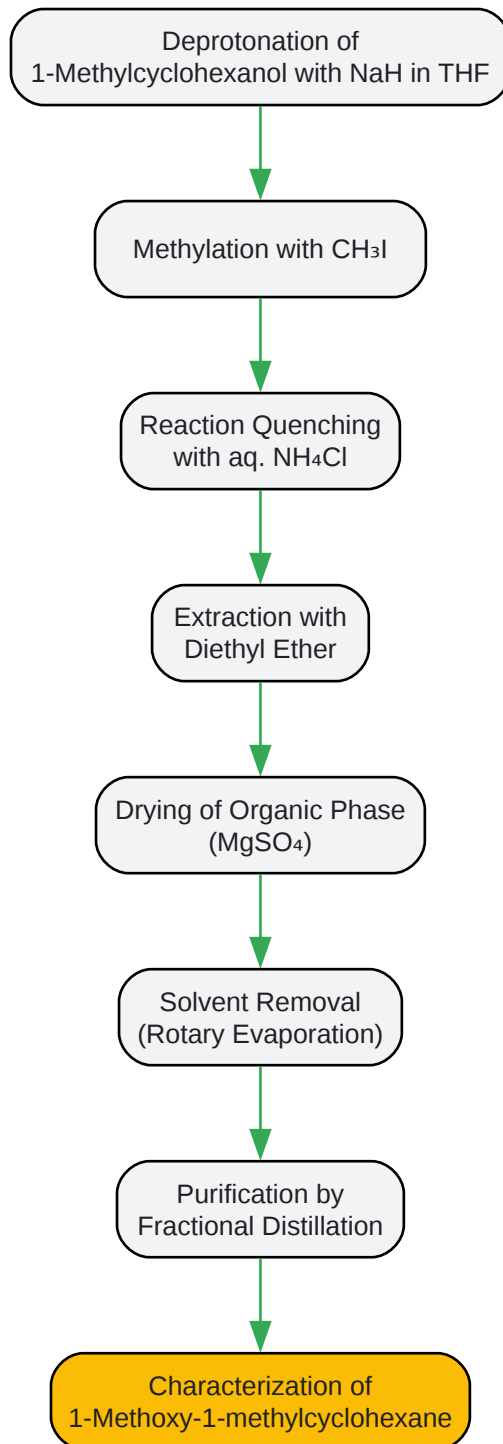 Deprotonation of
1-Methylcyclohexanol with NaH in THF
Methylation with CH₃I
Reaction Quenching
with aq. NH₄Cl
Extraction with
Diethyl Ether
Drying of Organic Phase
(MgSO₄)
Solvent Removal
(Rotary Evaporation)
Purification by
Fractional Distillation
Characterization of
1-Methoxy-1-methylcyclohexane